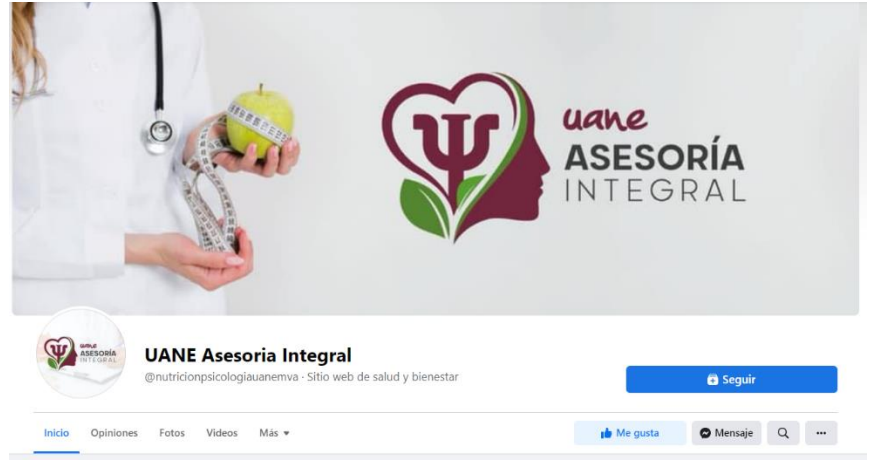 uane
ASESORÍA
INTEGRAL
uane
ASESORÍA
INTEGRAL
UANE Asesoria Integral
@nutricionpsicologiauanemva · Sitio web de salud y bienestar
Seguir
Inicio Opiniones Fotos Videos Más
Me gusta Mensaje